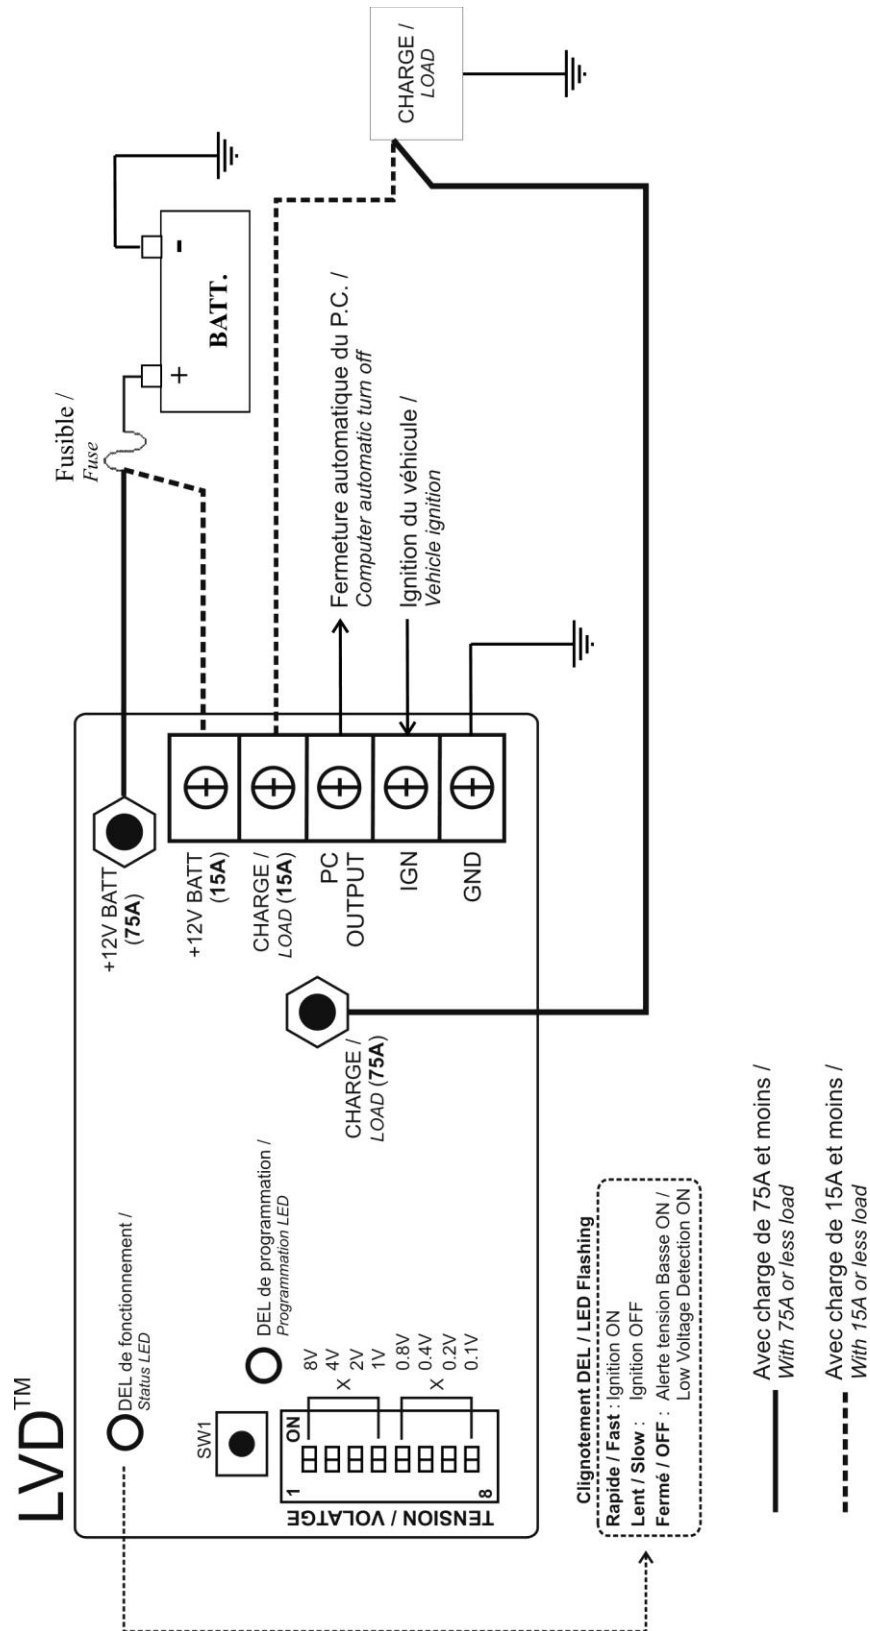 LVD™
DEL de fonctionnement /
Status LED
SW1
DEL de programmation /
Programmation LED
TENSION / VOLATGE
1
ON
8
8V
4V
X
2V
1V
0.8V
0.4V
X
0.2V
0.1V
+12V BATT
(75A)
+12V BATT
(15A)
CHARGE /
LOAD (15A)
PC
OUTPUT
IGN
GND
CHARGE /
LOAD (75A)
Fusible /
Fuse
+
-
BATT.
CHARGE /
LOAD
Fermeture automatique du P.C. /
Computer automatic turn off
Ignition du véhicule /
Vehicle ignition
Clignotement DEL / LED Flashing
Rapide / Fast : Ignition ON
Lent / Slow : Ignition OFF
Fermé / OFF : Alerte tension Basse ON /
Low Voltage Detection ON
Avec charge de 75A et moins /
With 75A or less load
Avec charge de 15A et moins /
With 15A or less load